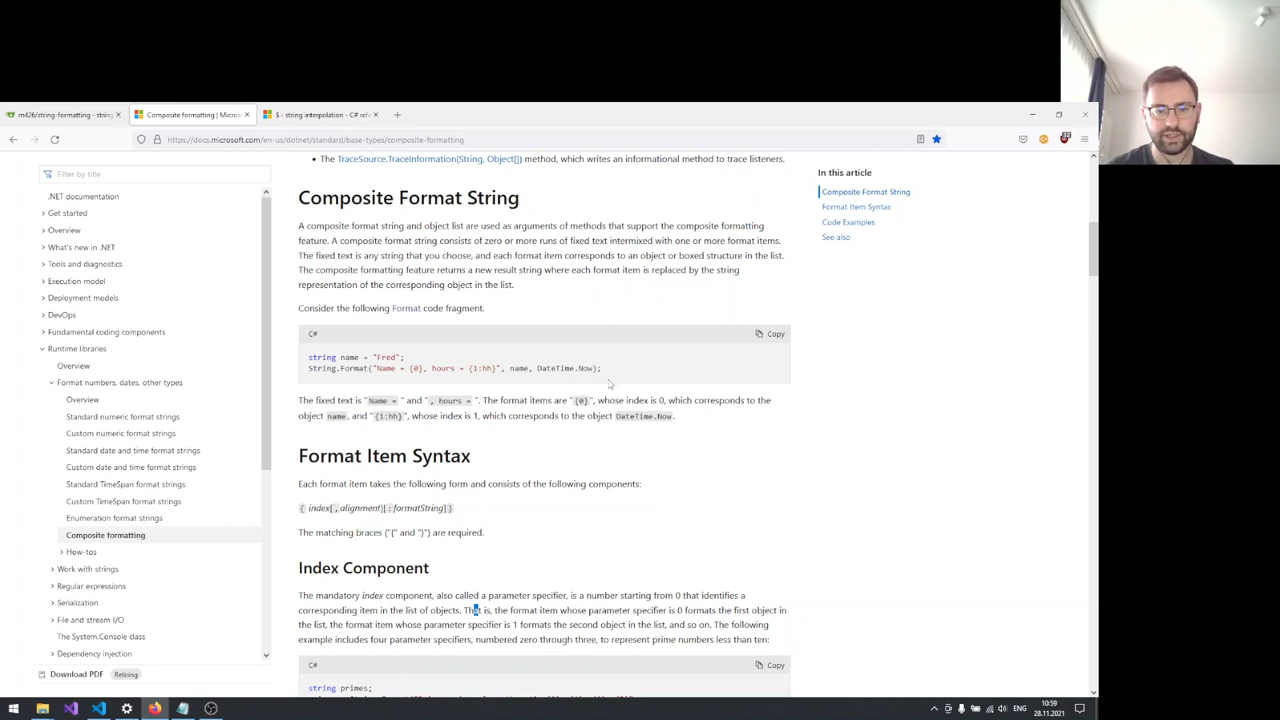 m426/string-formatting - string
Composite formatting | Micros
$ - string interpolation - C# refe
https://docs.microsoft.com/en-us/dotnet/standard/base-types/composite-formatting
Filter by title
.NET documentation
Get started
Overview
What's new in .NET
Tools and diagnostics
Execution model
Deployment models
DevOps
Fundamental coding components
Runtime libraries
Overview
Format numbers, dates, other types
Overview
Standard numeric format strings
Custom numeric format strings
Standard date and time format strings
Custom date and time format strings
Standard TimeSpan format strings
Custom TimeSpan format strings
Enumeration format strings
Composite formatting
How-tos
Work with strings
Regular expressions
Serialization
File and stream I/O
The System.Console class
Dependency injection
Download PDF
Retiring
• The TraceSource.TraceInformation(String, Object[]) method, which writes an informational method to trace listeners.
Composite Format String
A composite format string and object list are used as arguments of methods that support the composite formatting
feature. A composite format string consists of zero or more runs of fixed text intermixed with one or more format items.
The fixed text is any string that you choose, and each format item corresponds to an object or boxed structure in the list.
The composite formatting feature returns a new result string where each format item is replaced by the string
representation of the corresponding object in the list.
Consider the following Format code fragment.
C#
Copy
string name = "Fred";
String.Format("Name = {0}, hours = {1:hh}", name, DateTime.Now);
The fixed text is "Name = " and ", hours = ". The format items are "{0}", whose index is 0, which corresponds to the
object name, and "{1:hh}", whose index is 1, which corresponds to the object DateTime.Now.
Format Item Syntax
Each format item takes the following form and consists of the following components:
{ index[,alignment][:formatString]}
The matching braces ("{" and "}") are required.
Index Component
The mandatory index component, also called a parameter specifier, is a number starting from 0 that identifies a
corresponding item in the list of objects. That is, the format item whose parameter specifier is 0 formats the first object in
the list, the format item whose parameter specifier is 1 formats the second object in the list, and so on. The following
example includes four parameter specifiers, numbered zero through three, to represent prime numbers less than ten:
C#
Copy
string primes;
In this article
Composite Format String
Format Item Syntax
Code Examples
See also
ENG
10:59
28.11.2021